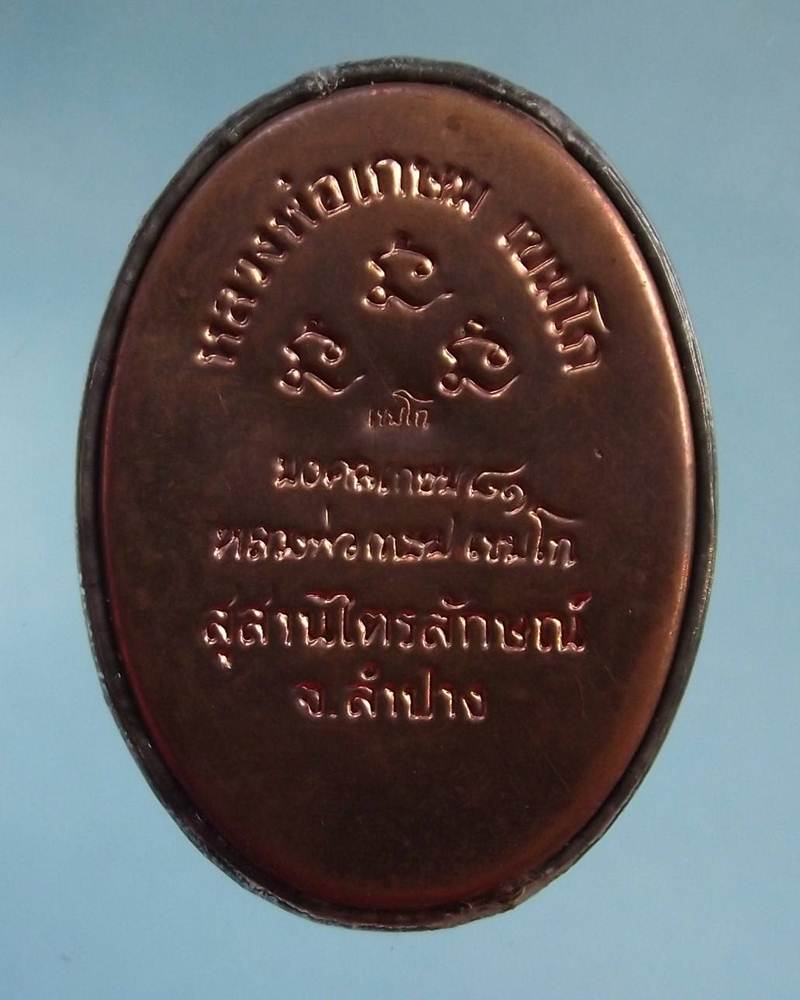 หลวงพ่อเกษม เขมโก
เขมโก
มงคลเกษม ๘๑
หลวงพ่อเกษม เขมโก
สุสานไตรลักษณ์
จ.ลำปาง